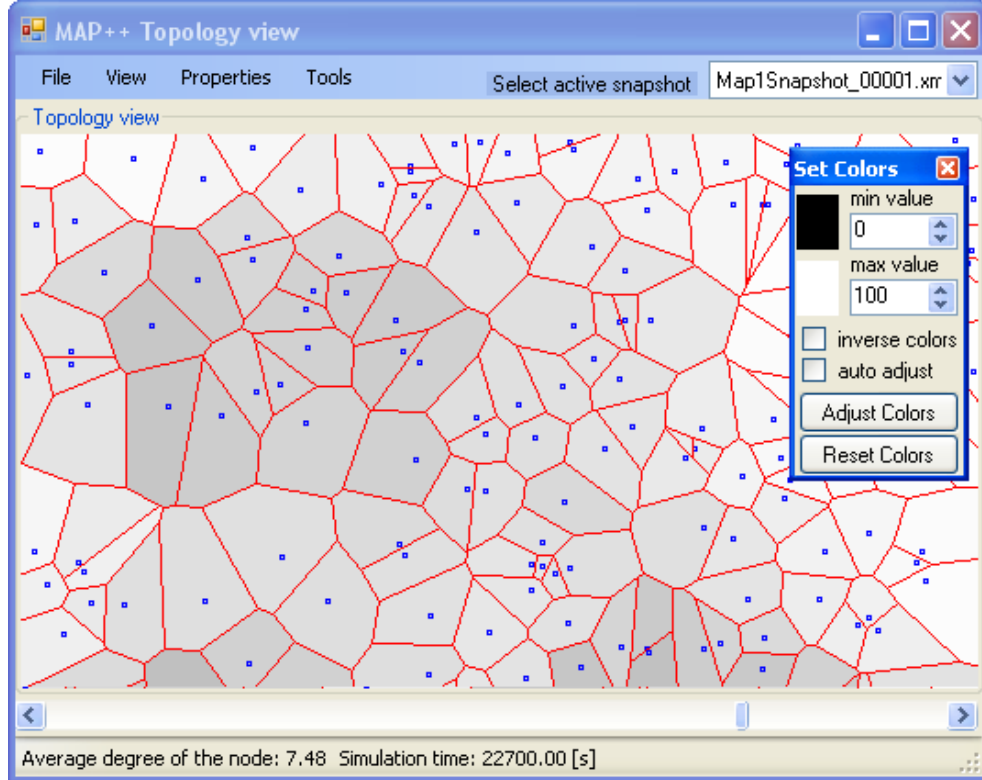 MAP++ Topology view
File View Properties Tools Select active snapshot Map1Snapshot_00001.xm
Topology view
Set Colors
min value
0
max value
100
inverse colors
auto adjust
Adjust Colors
Reset Colors
Average degree of the node: 7.48 Simulation time: 22700.00 [s]